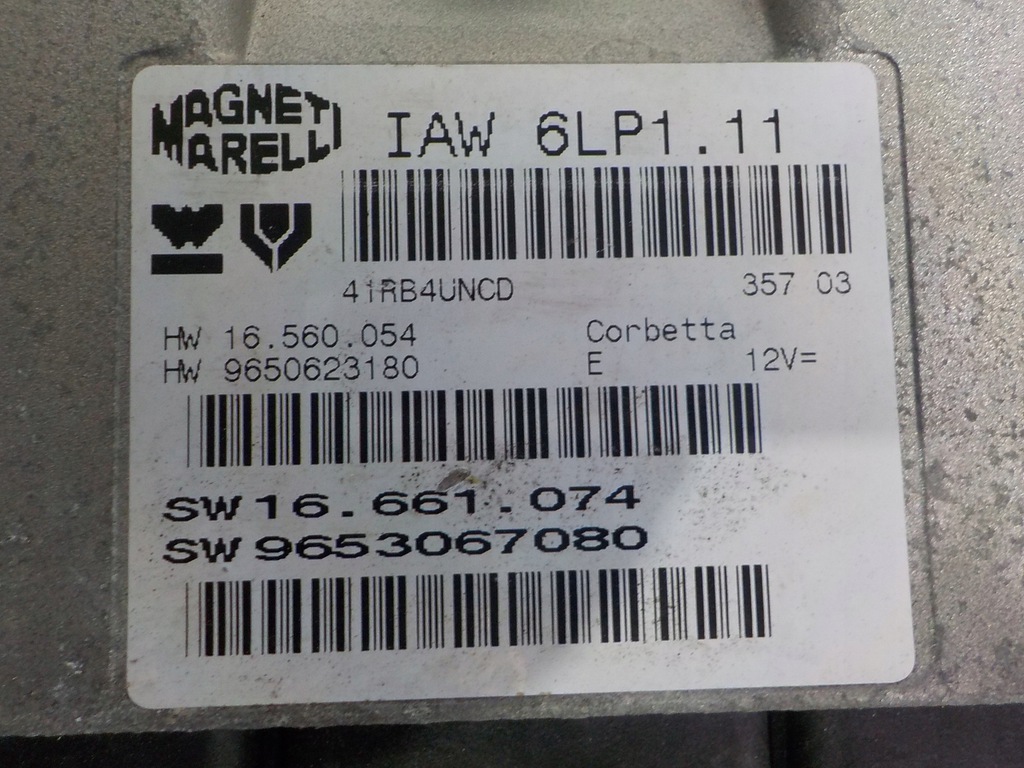 MAGNETI MARELLI
IAW 6LP1.11
41RB4UNCD 357 03
HW 16.560.054 Corbetta
HW 9650623180 E 12V=
SW 16.661.074
SW 9653067080